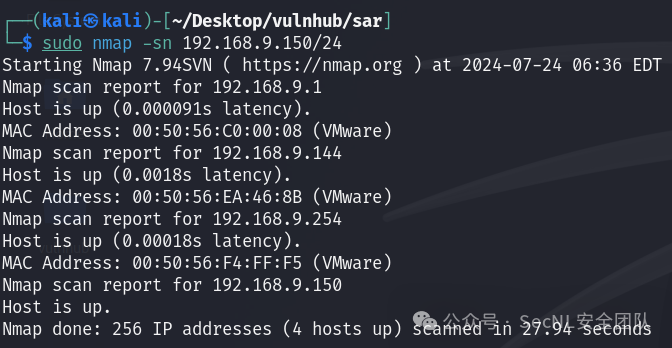 ┌──(kali㉿kali)-[~/Desktop/vulnhub/sar]
└─$ sudo nmap -sn 192.168.9.150/24
Starting Nmap 7.94SVN ( https://nmap.org ) at 2024-07-24 06:36 EDT
Nmap scan report for 192.168.9.1
Host is up (0.000091s latency).
MAC Address: 00:50:56:C0:00:08 (VMware)
Nmap scan report for 192.168.9.144
Host is up (0.0018s latency).
MAC Address: 00:50:56:EA:46:8B (VMware)
Nmap scan report for 192.168.9.254
Host is up (0.00018s latency).
MAC Address: 00:50:56:F4:FF:F5 (VMware)
Nmap scan report for 192.168.9.150
Host is up.
Nmap done: 256 IP addresses (4 hosts up) scanned in 27.94 seconds
公众号 · SecNL安全团队